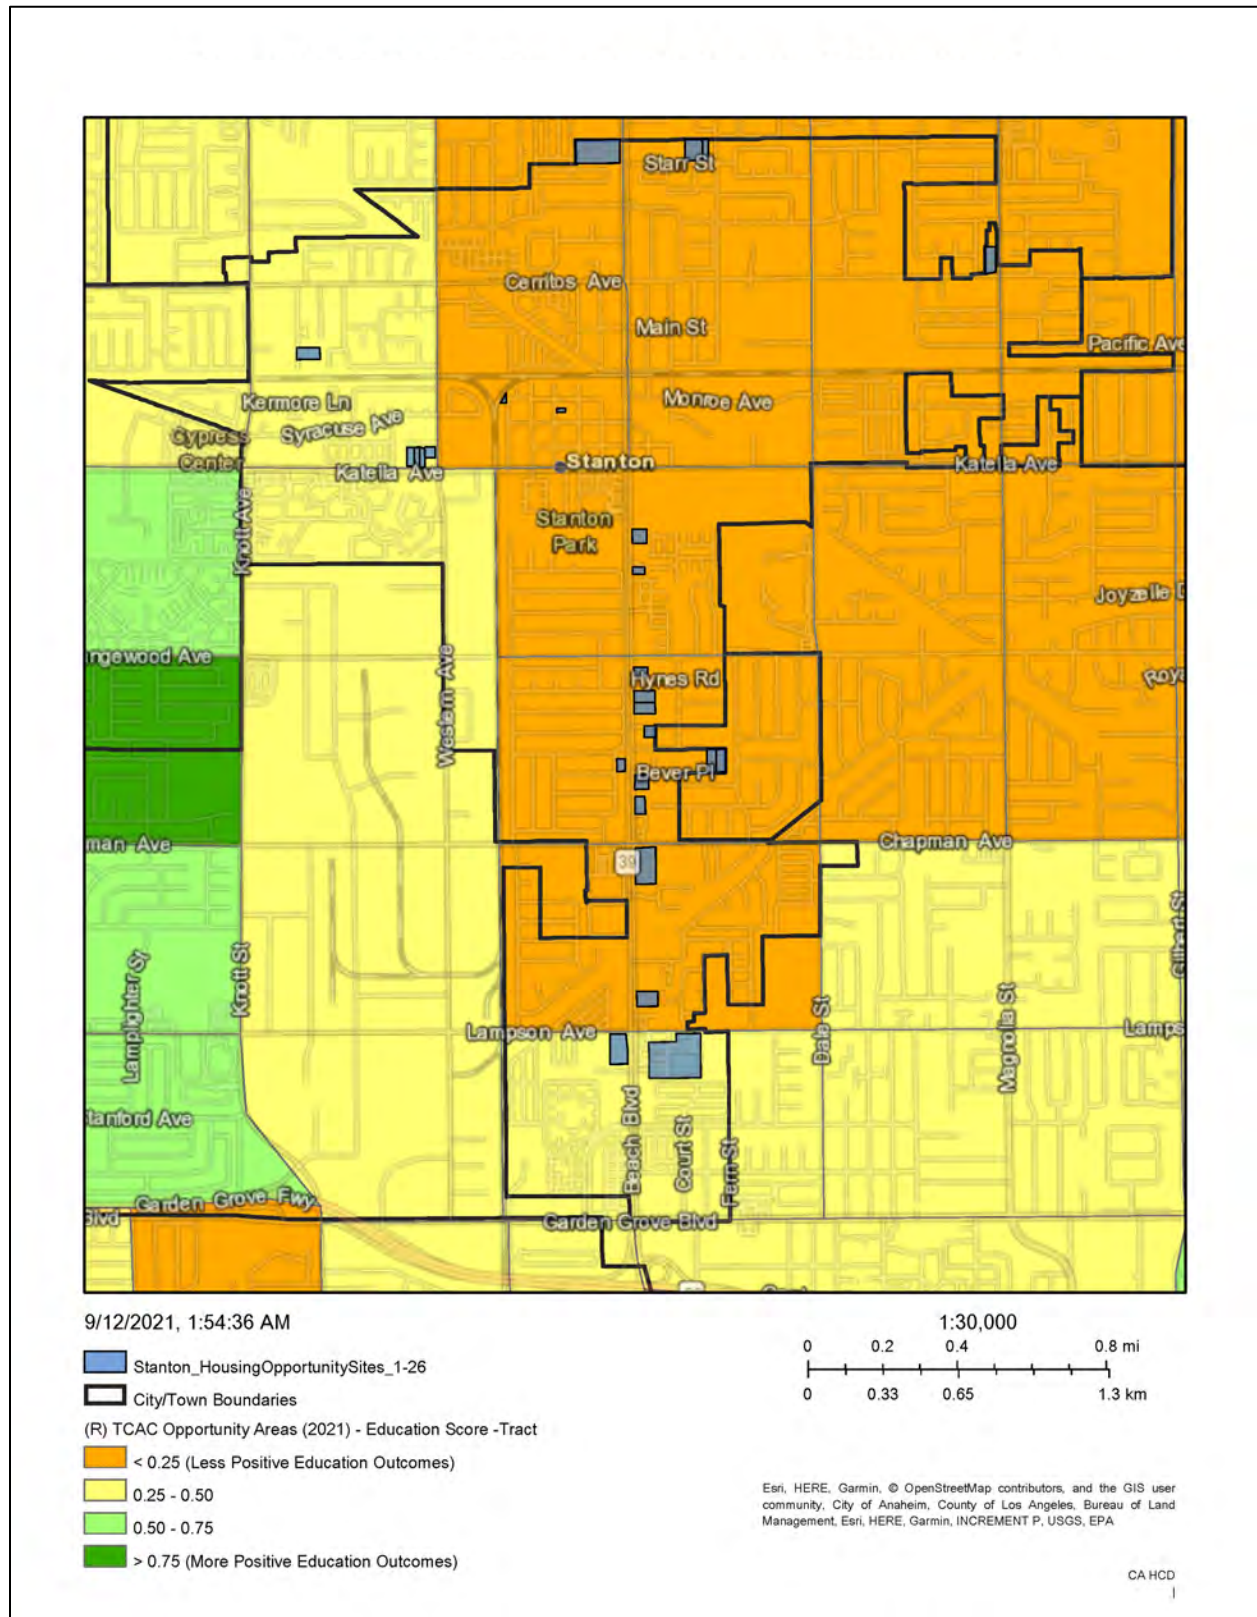 Starr St
Cerritos Ave
Main St
Pacific Ave
Kermore Ln
Monroe Ave
Syracuse Ave
Cypress
Center
Katella Ave
Stanton
Katella Ave
Knott Ave
Stanton
Park
Joyzelle D
ngewood Ave
Western Ave
Hynes Rd
Roya
Bever Pl
man Ave
39
Chapman Ave
Lamplighter St
Knott St
Gilbert St
Lampson Ave
Dale St
Magnolia St
Lamps
Stanford Ave
Beach Blvd
Court St
Fern St
Blvd
Garden Grove Fwy
Garden Grove Blvd
9/12/2021, 1:54:36 AM
1:30,000
0 0.2 0.4 0.8 mi
0 0.33 0.65 1.3 km
Stanton_HousingOpportunitySites_1-26
City/Town Boundaries
(R) TCAC Opportunity Areas (2021) - Education Score -Tract
< 0.25 (Less Positive Education Outcomes)
0.25 - 0.50
0.50 - 0.75
> 0.75 (More Positive Education Outcomes)
Esri, HERE, Garmin, © OpenStreetMap contributors, and the GIS user
community, City of Anaheim, County of Los Angeles, Bureau of Land
Management, Esri, HERE, Garmin, INCREMENT P, USGS, EPA
CA HCD
|